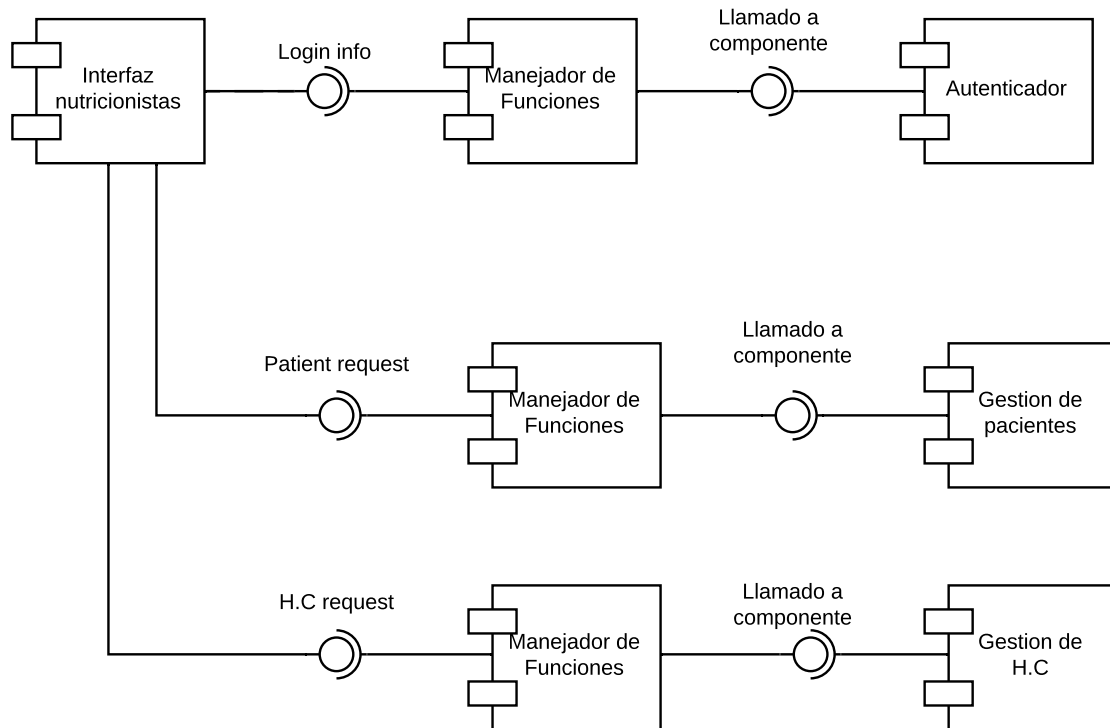 Interfaz
nutricionistas
Login info
Manejador de
Funciones
Llamado a
componente
Autenticador
Patient request
Manejador de
Funciones
Llamado a
componente
Gestion de
pacientes
H.C request
Manejador de
Funciones
Llamado a
componente
Gestion de
H.C